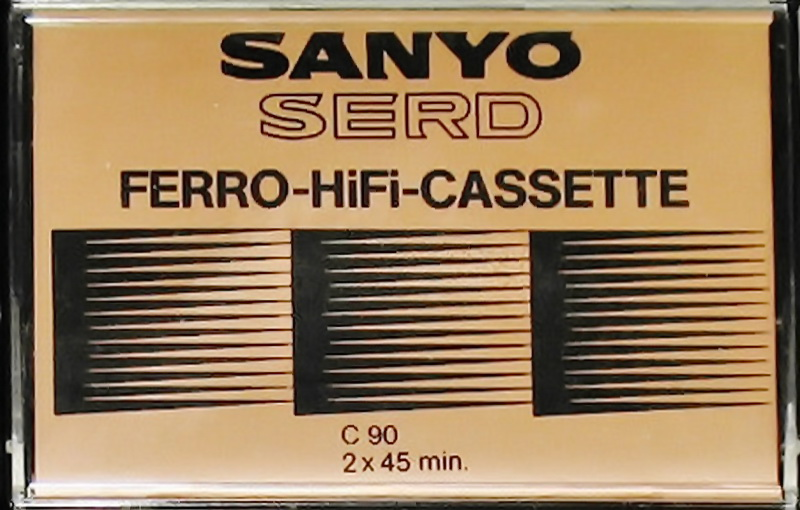 SANYO
SERD
FERRO-HiFi-CASSETTE
C 90
2 x 45 min.